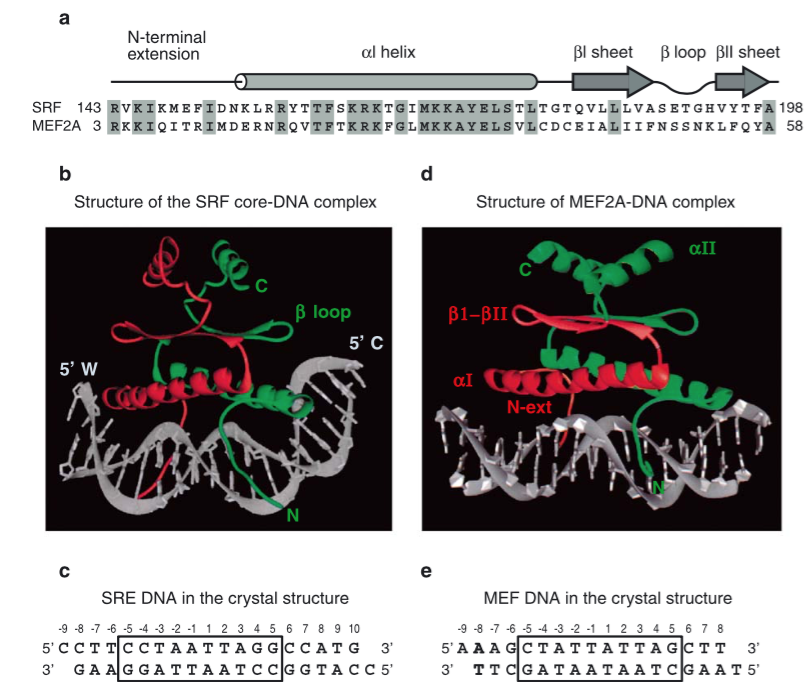 a
N-terminal
extension
αI helix
βI sheet
β loop
βII sheet
SRF 143 RVKIKMEFIDNKLRRYTTFSKRKTGIMKKAYELSTLTGTQVLLLVASETGHVYTFA 198
MEF2A 3 RKKIQITRIMDERNRQVTFTKRKFGLMKKAYELSVLCDCEIALIIFNSSNKLFQYA 58
b
Structure of the SRF core-DNA complex
C
β loop
5' W
5' C
N
d
Structure of MEF2A-DNA complex
αII
C
β1–βII
αI
N-ext
N
c
SRE DNA in the crystal structure
-9 -8 -7 -6 -5 -4 -3 -2 -1 1 2 3 4 5 6 7 8 9 10
5' C C T T C C T A A T T A G G C C A T G 3'
3' G A A G G A T T A A T C C G G T A C C 5'
e
MEF DNA in the crystal structure
-9 -8 -7 -6 -5 -4 -3 -2 -1 1 2 3 4 5 6 7 8
5' A A A G C T A T T A T T A G C T T 3'
3' T T C G A T A A T A A T C G A A T 5'